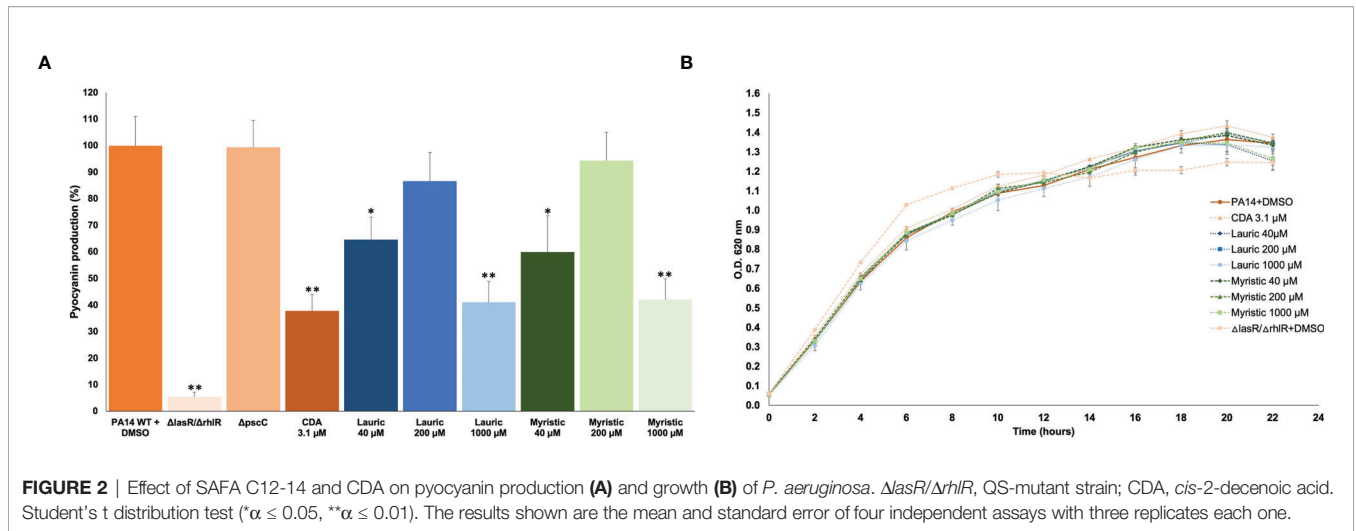 A
B
Pyocyanin production (%)
120
110
100
90
80
70
60
50
40
30
20
10
0
**
**
*
**
*
**
PA14 WT + DMSO
ΔlasR/ΔrhlR
ΔpscC
CDA 3.1 µM
Lauric 40 µM
Lauric 200 µM
Lauric 1000 µM
Myristic 40 µM
Myristic 200 µM
Myristic 1000 µM
O.D. 620 nm
1.6
1.5
1.4
1.3
1.2
1.1
1.0
0.9
0.8
0.7
0.6
0.5
0.4
0.3
0.2
0.1
0.0
0 2 4 6 8 10 12 14 16 18 20 22 24
Time (hours)
PA14+DMSO
CDA 3.1 µM
Lauric 40µM
Lauric 200 µM
Lauric 1000 µM
Myristic 40 µM
Myristic 200 µM
Myristic 1000 µM
ΔlasR/ΔrhlR+DMSO
FIGURE 2 | Effect of SAFA C12-14 and CDA on pyocyanin production (A) and growth (B) of P. aeruginosa. ΔlasR/ΔrhlR, QS-mutant strain; CDA, cis-2-decenoic acid.
Student's t distribution test (*α ≤ 0.05, **α ≤ 0.01). The results shown are the mean and standard error of four independent assays with three replicates each one.